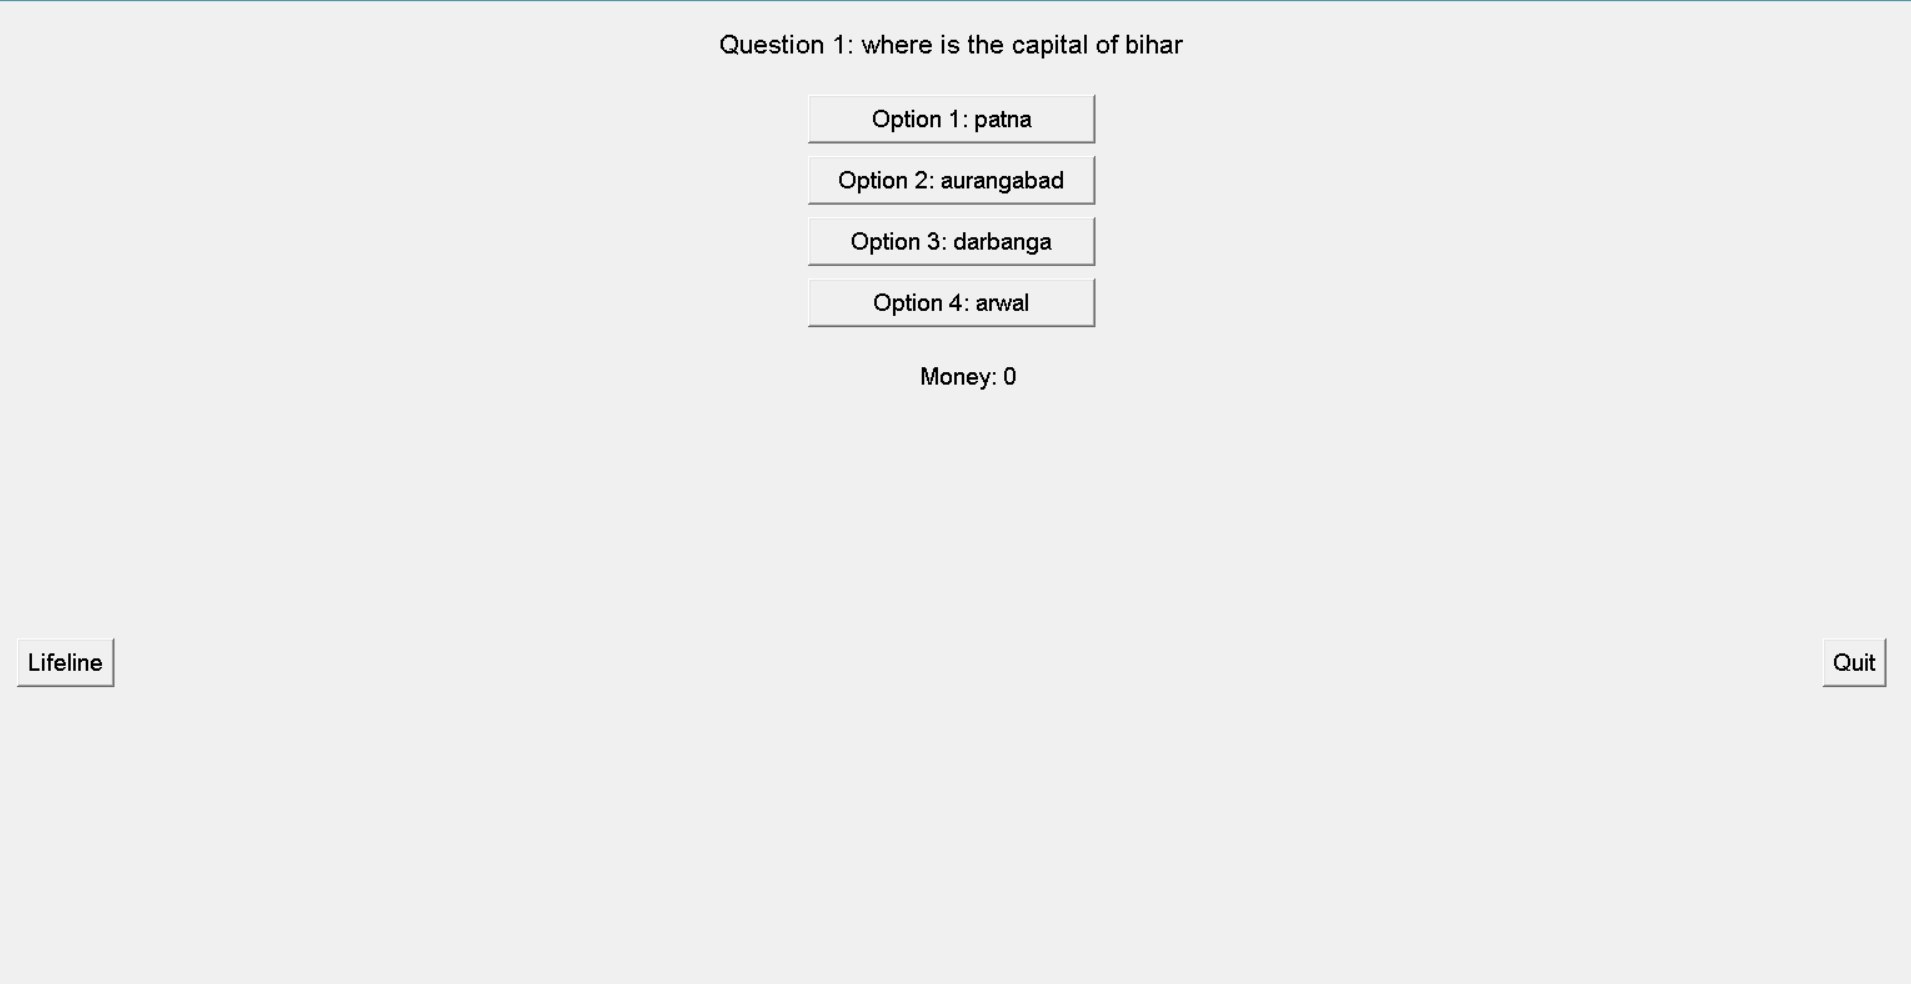 Question 1: where is the capital of bihar
Option 1: patna
Option 2: aurangabad
Option 3: darbanga
Option 4: arwal
Money: 0
Lifeline
Quit